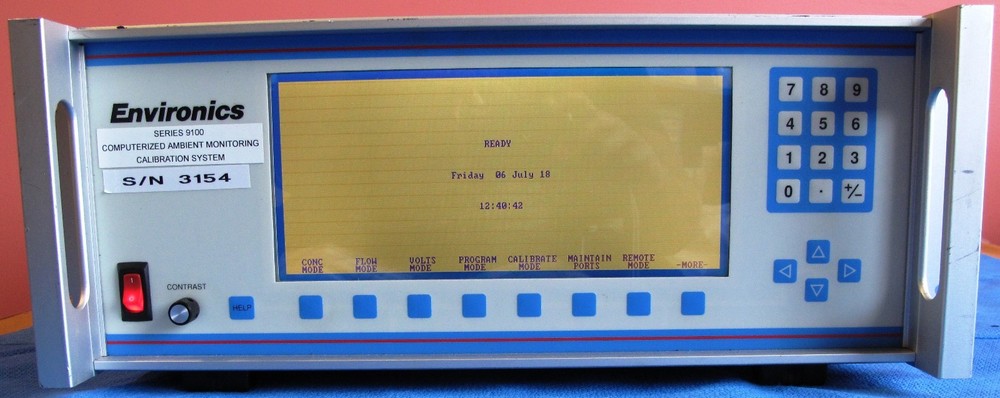 Environics
SERIES 9100
COMPUTERIZED AMBIENT MONITORING
CALIBRATION SYSTEM
S/N 3154
READY
Friday 06 July 18
12:40:42
CONC MODE
FLOW MODE
VOLTS MODE
PROGRAM MODE
CALIBRATE MODE
MAINTAIN PORTS
REMOTE MODE
-MORE-
CONTRAST
HELP
7 8 9
4 5 6
1 2 3
0 . +/-